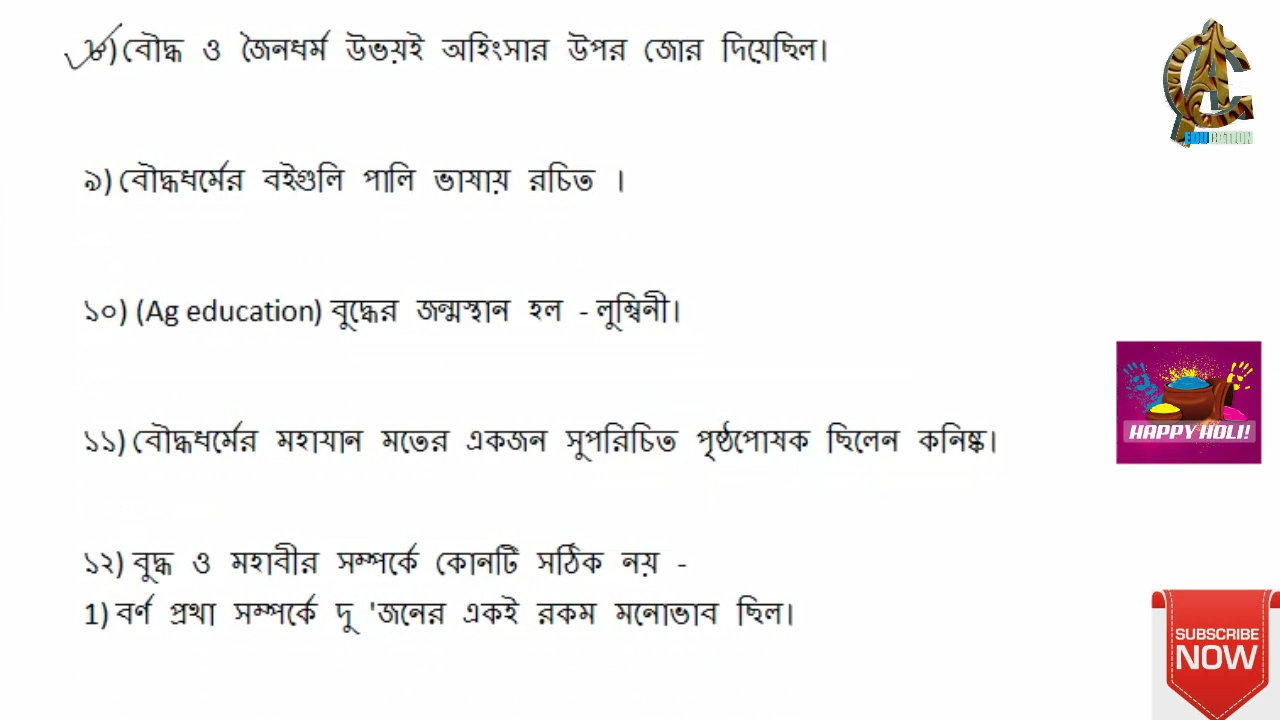 ৮) বৌদ্ধ ও জৈনধর্ম উভয়ই অহিংসার উপর জোর দিয়েছিল।
৯) বৌদ্ধধর্মের বইগুলি পালি ভাষায় রচিত ।
১০) (Ag education) বুদ্ধের জন্মস্থান হল - লুম্বিনী।
১১) বৌদ্ধধর্মের মহাযান মতের একজন সুপরিচিত পৃষ্ঠপোষক ছিলেন কনিষ্ক।
১২) বুদ্ধ ও মহাবীর সম্পর্কে কোনটি সঠিক নয় -
1) বর্ণ প্রথা সম্পর্কে দু 'জনের একই রকম মনোভাব ছিল।
EDUCATION
HAPPY HOLI!
SUBSCRIBE
NOW